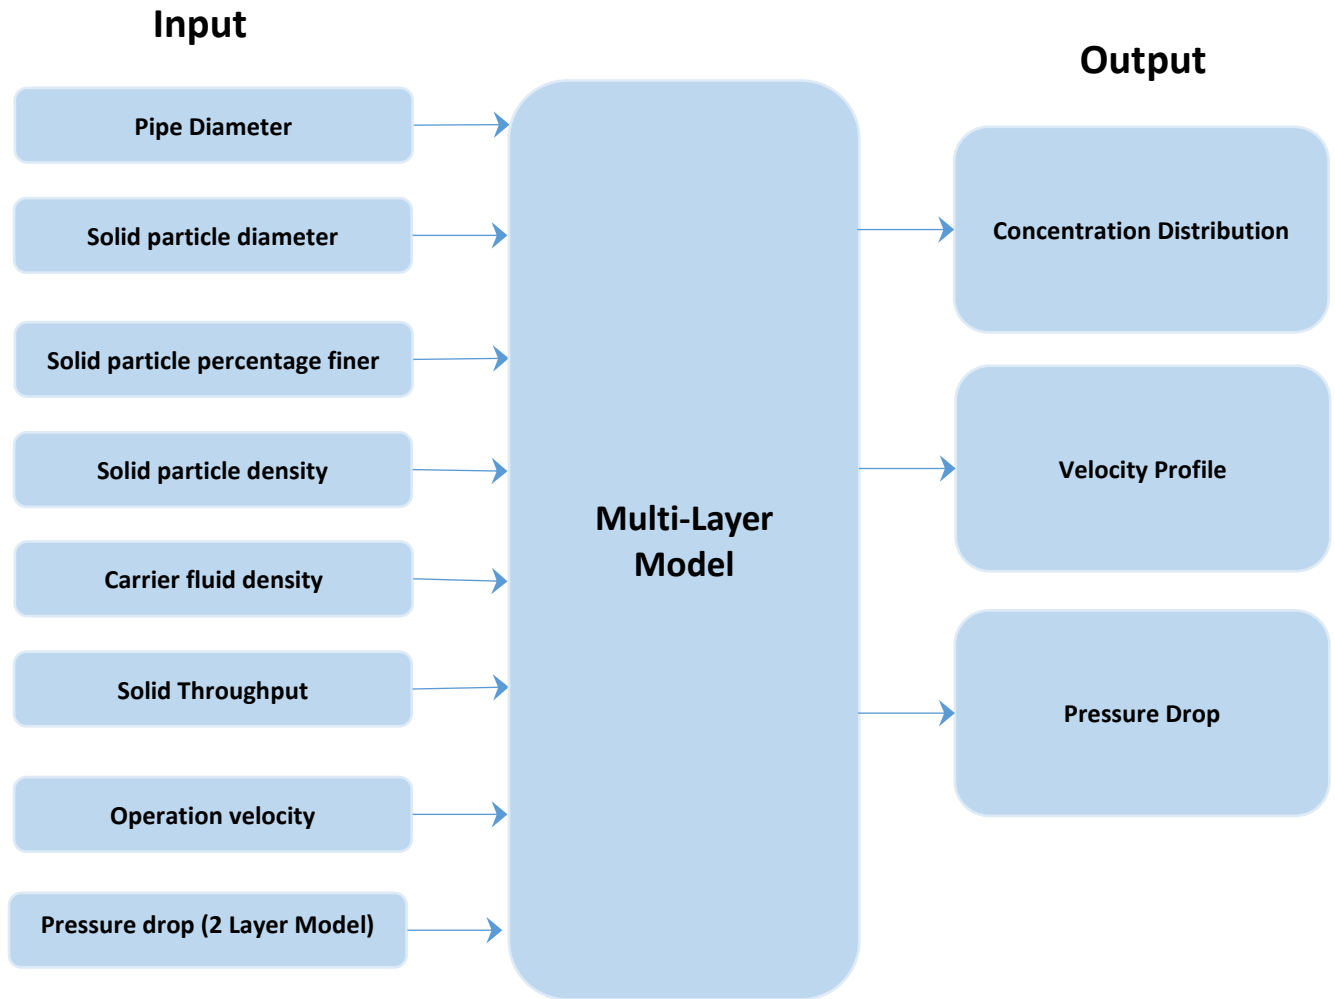 Input
Output
Pipe Diameter
Solid particle diameter
Solid particle percentage finer
Solid particle density
Carrier fluid density
Solid Throughput
Operation velocity
Pressure drop (2 Layer Model)
Multi-Layer
Model
Concentration Distribution
Velocity Profile
Pressure Drop